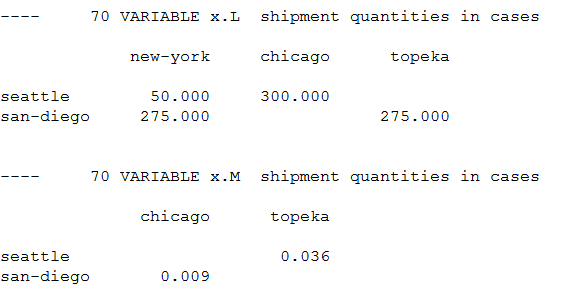 ----     70 VARIABLE x.L  shipment quantities in cases
             new-york     chicago      topeka
seattle        50.000     300.000
san-diego     275.000                 275.000
----     70 VARIABLE x.M  shipment quantities in cases
              chicago      topeka
seattle                     0.036
san-diego       0.009